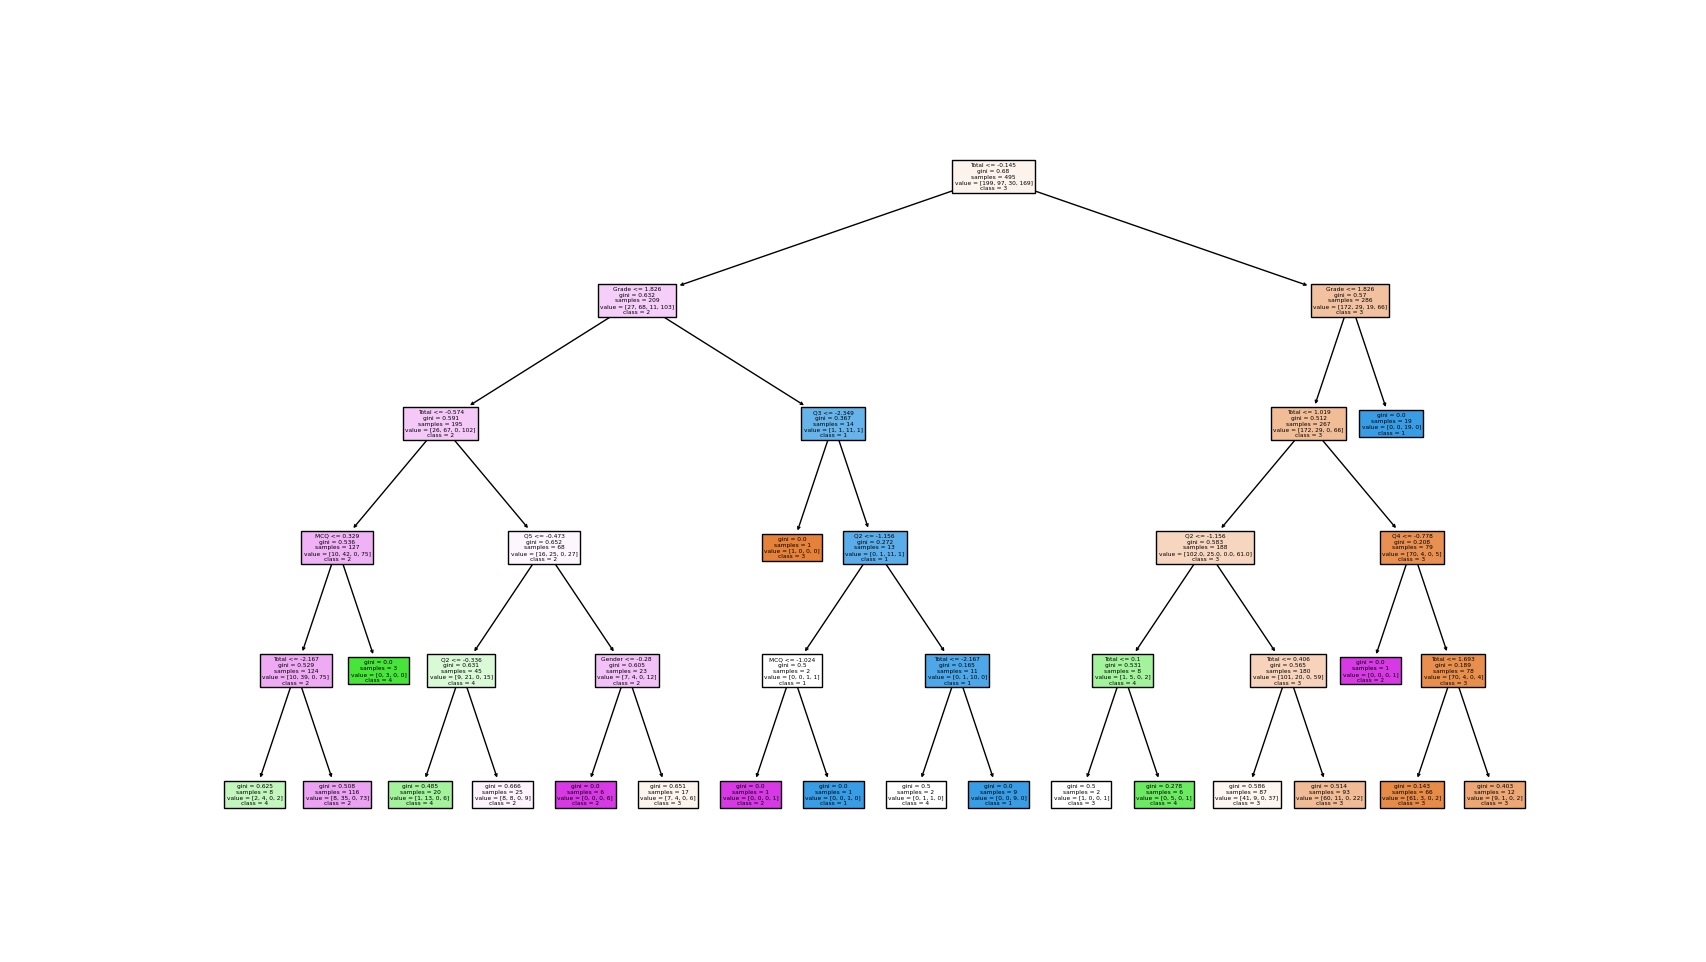 Total <= -0.145
gini = 0.68
samples = 495
value = [199, 97, 30, 169]
class = 3
Grade <= 1.826
gini = 0.632
samples = 209
value = [27, 68, 11, 103]
class = 2
Grade <= 1.826
gini = 0.57
samples = 286
value = [172, 29, 19, 66]
class = 3
Total <= -0.574
gini = 0.591
samples = 195
value = [26, 67, 0, 102]
class = 2
Q3 <= -2.349
gini = 0.367
samples = 14
value = [1, 1, 11, 1]
class = 1
Total <= 1.019
gini = 0.512
samples = 267
value = [172, 29, 0, 66]
class = 3
gini = 0.0
samples = 19
value = [0, 0, 19, 0]
class = 1
MCQ <= 0.329
gini = 0.536
samples = 127
value = [10, 42, 0, 75]
class = 2
Q5 <= -0.473
gini = 0.652
samples = 68
value = [16, 25, 0, 27]
class = 2
gini = 0.0
samples = 1
value = [1, 0, 0, 0]
class = 3
Q2 <= -1.156
gini = 0.272
samples = 13
value = [0, 1, 11, 1]
class = 1
Q2 <= -1.156
gini = 0.583
samples = 188
value = [102.0, 25.0, 0.0, 61.0]
class = 3
Q4 <= -0.778
gini = 0.208
samples = 79
value = [70, 4, 0, 5]
class = 3
Total <= -2.167
gini = 0.529
samples = 124
value = [10, 39, 0, 75]
class = 2
gini = 0.0
samples = 3
value = [0, 3, 0, 0]
class = 4
Q2 <= -0.336
gini = 0.631
samples = 45
value = [9, 21, 0, 15]
class = 4
Gender <= -0.28
gini = 0.605
samples = 23
value = [7, 4, 0, 12]
class = 2
MCQ <= -1.024
gini = 0.5
samples = 2
value = [0, 0, 1, 1]
class = 1
Total <= -2.167
gini = 0.165
samples = 11
value = [0, 1, 10, 0]
class = 1
Total <= 0.1
gini = 0.531
samples = 8
value = [1, 5, 0, 2]
class = 4
Total <= 0.406
gini = 0.565
samples = 180
value = [101, 20, 0, 59]
class = 3
gini = 0.0
samples = 1
value = [0, 0, 0, 1]
class = 2
Total <= 1.693
gini = 0.189
samples = 78
value = [70, 4, 0, 4]
class = 3
gini = 0.625
samples = 8
value = [2, 4, 0, 2]
class = 4
gini = 0.508
samples = 116
value = [8, 35, 0, 73]
class = 2
gini = 0.485
samples = 20
value = [1, 13, 0, 6]
class = 4
gini = 0.666
samples = 25
value = [8, 8, 0, 9]
class = 2
gini = 0.0
samples = 6
value = [0, 0, 0, 6]
class = 2
gini = 0.651
samples = 17
value = [7, 4, 0, 6]
class = 3
gini = 0.0
samples = 1
value = [0, 0, 0, 1]
class = 2
gini = 0.0
samples = 1
value = [0, 0, 1, 0]
class = 1
gini = 0.5
samples = 2
value = [0, 1, 1, 0]
class = 4
gini = 0.0
samples = 9
value = [0, 0, 9, 0]
class = 1
gini = 0.5
samples = 2
value = [1, 0, 0, 1]
class = 3
gini = 0.278
samples = 6
value = [0, 5, 0, 1]
class = 4
gini = 0.586
samples = 87
value = [41, 9, 0, 37]
class = 3
gini = 0.514
samples = 93
value = [60, 11, 0, 22]
class = 3
gini = 0.143
samples = 66
value = [61, 3, 0, 2]
class = 3
gini = 0.403
samples = 12
value = [9, 1, 0, 2]
class = 3